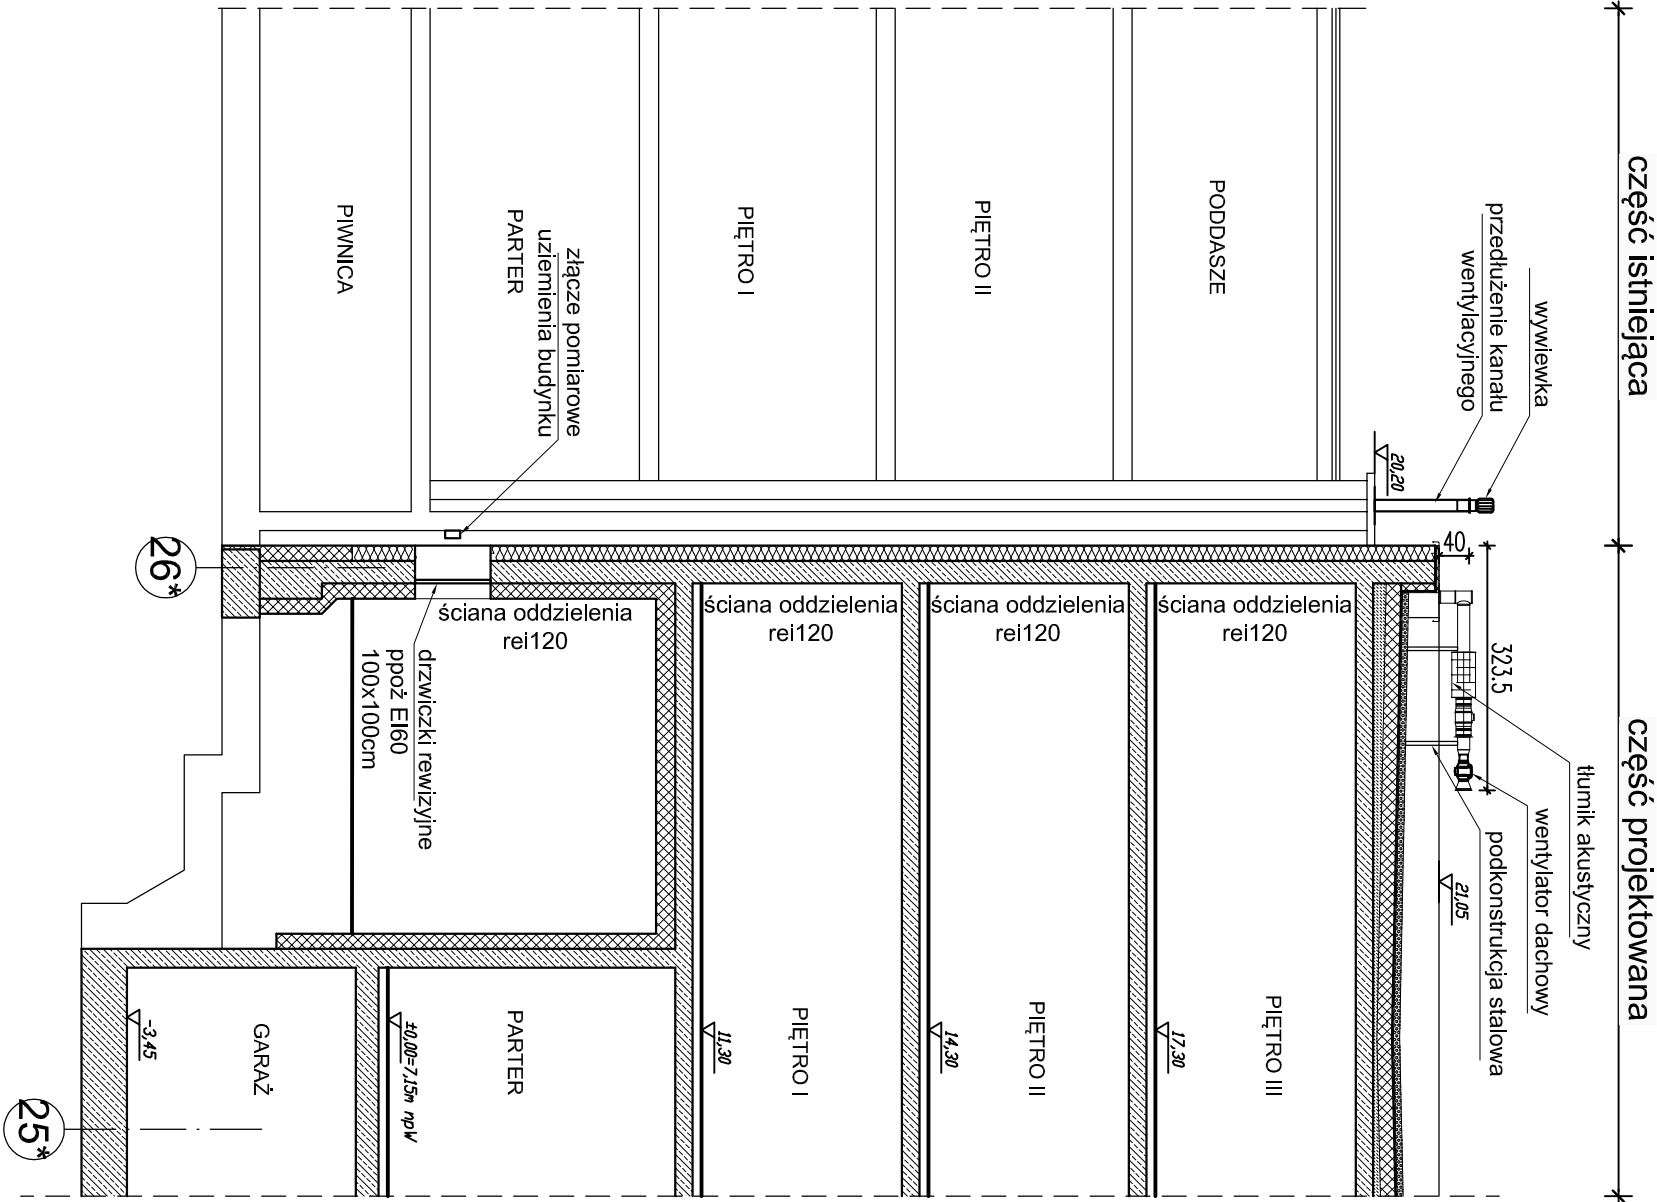 część istniejąca
część projektowana
wywiewka
przedłużenie kanału
wentylacyjnego
tłumik akustyczny
wentylator dachowy
podkonstrukcja stalowa
20,20
40
323.5
21,05
PODDASZE
PIĘTRO II
PIĘTRO I
PARTER
PIWNICA
złącze pomiarowe
uziemienia budynku
ściana oddzielenia
rei120
ściana oddzielenia
rei120
ściana oddzielenia
rei120
ściana oddzielenia
rei120
drzwiczki rewizyjne
ppoż EI60
100x100cm
PIĘTRO III
17,30
PIĘTRO II
14,30
PIĘTRO I
11,30
PARTER
±0,00=7,15m npW
GARAŻ
-3,45
26*
25*